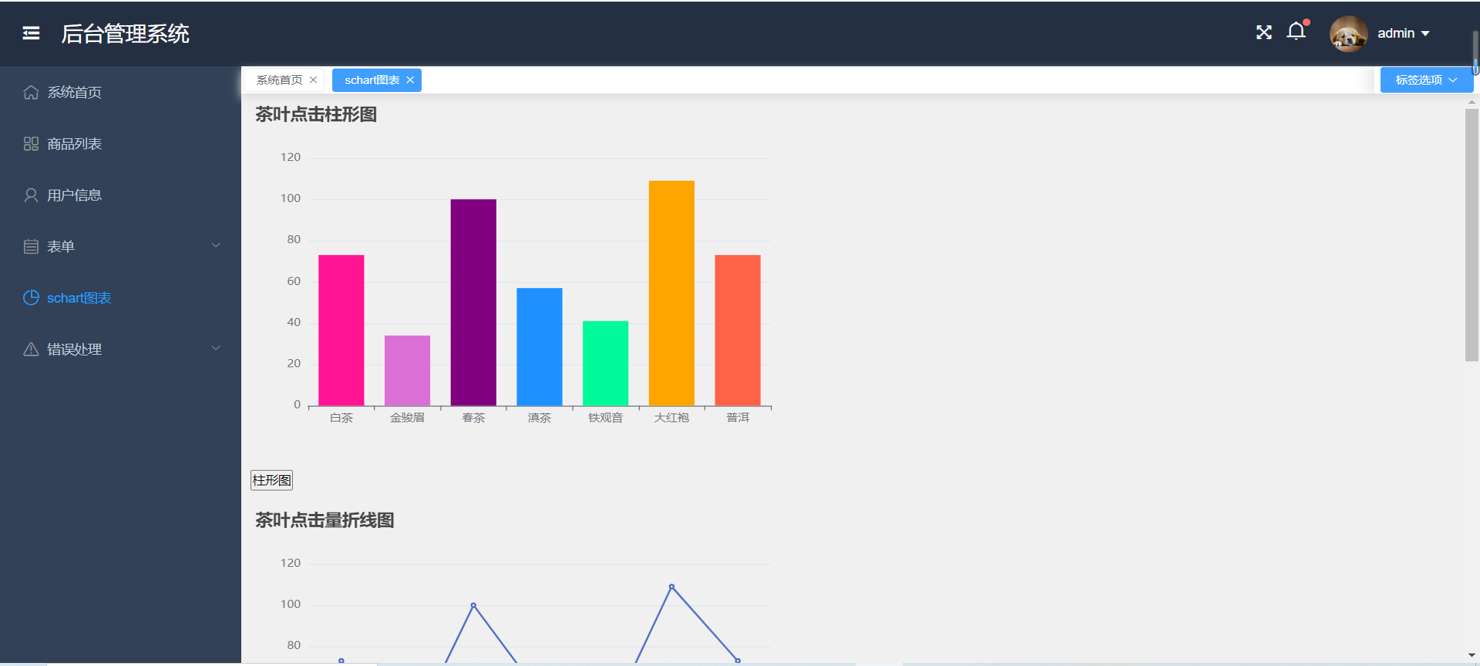 后台管理系统
admin
系统首页
商品列表
用户信息
表单
schart图表
错误处理
系统首页
schart图表
标签选项
茶叶点击柱形图
120
100
80
60
40
20
0
白茶 金骏眉 春茶 滇茶 铁观音 大红袍 普洱
柱形图
茶叶点击量折线图
120
100
80